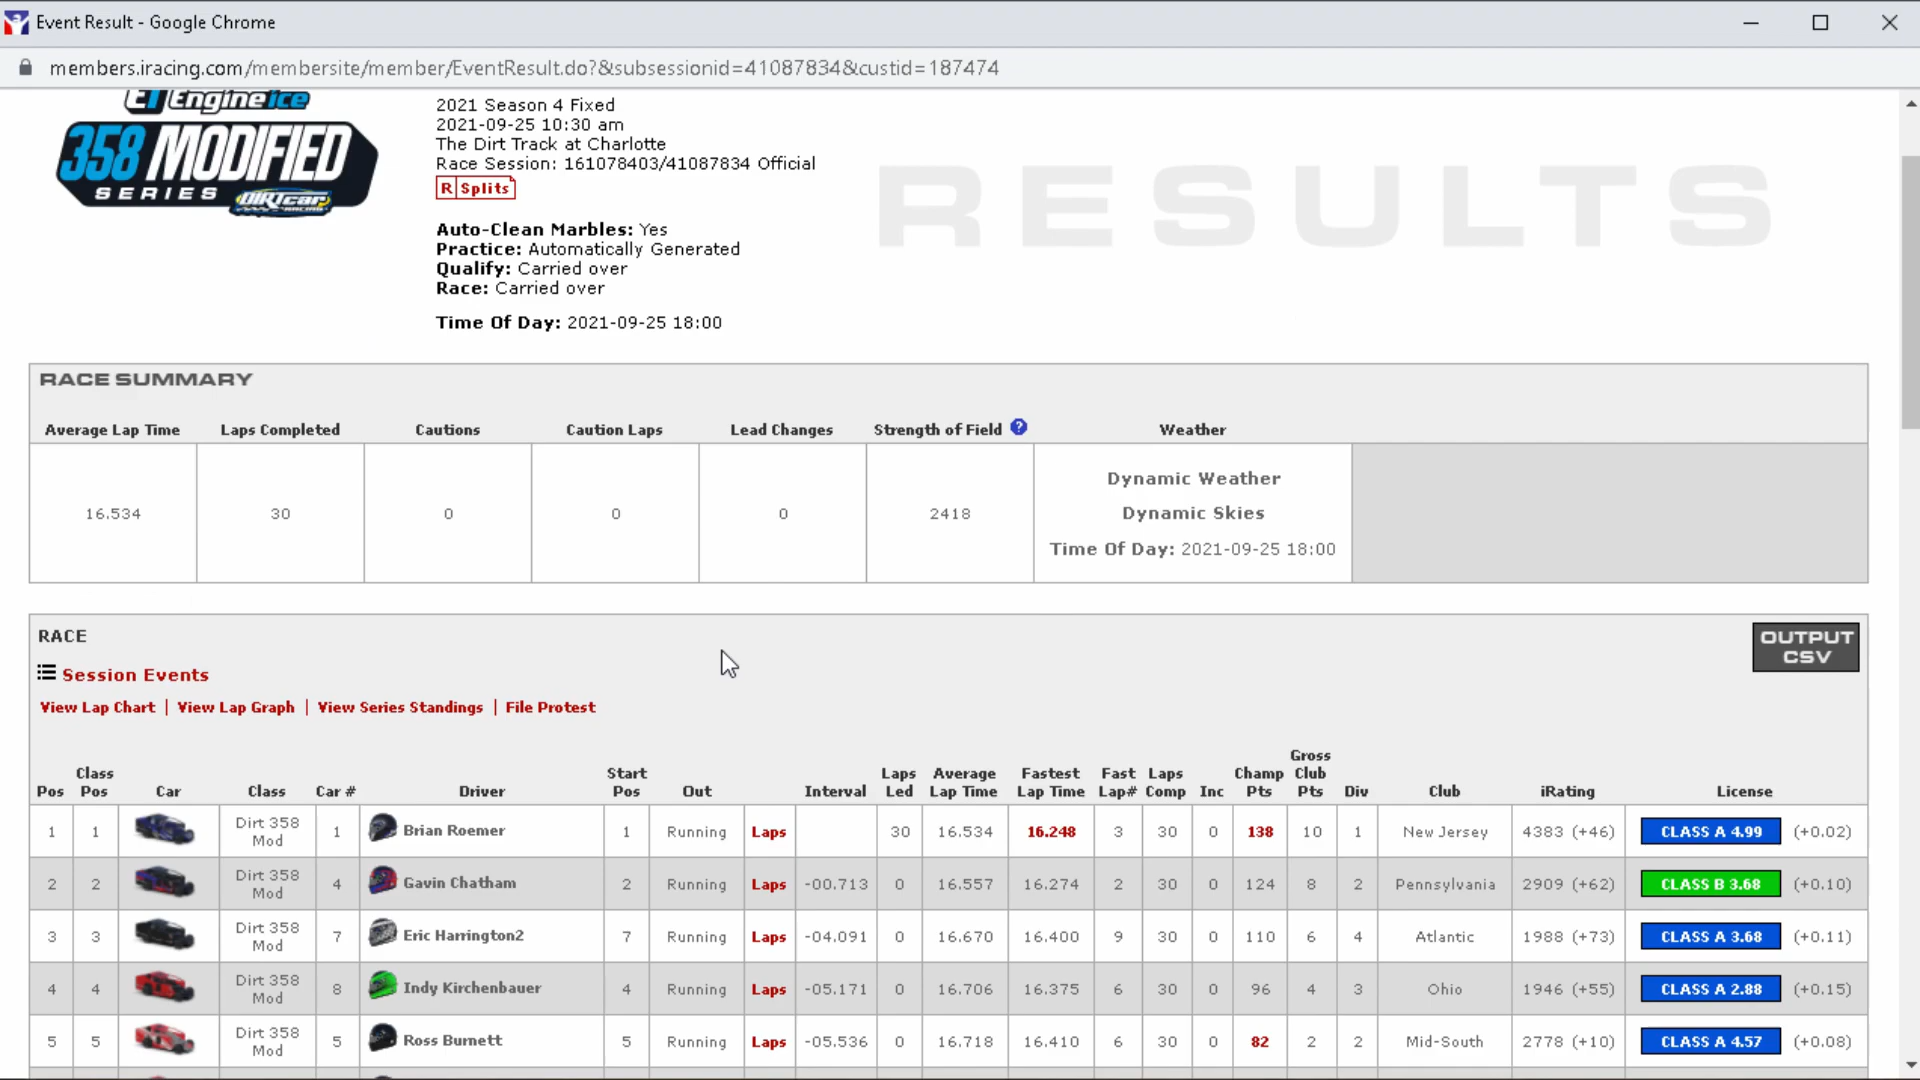 Event Result - Google Chrome
members.iracing.com/membersite/member/EventResult.do?&subsessionid=41087834&custid=187474
Engine ice
358 MODIFIED
SERIES DIRTcar
RACING
2021 Season 4 Fixed
2021-09-25 10:30 am
The Dirt Track at Charlotte
Race Session: 161078403/41087834 Official
R Splits
Auto-Clean Marbles: Yes
Practice: Automatically Generated
Qualify: Carried over
Race: Carried over
Time Of Day: 2021-09-25 18:00
RESULTS
RACE SUMMARY
Average Lap Time Laps Completed Cautions Caution Laps Lead Changes Strength of Field ? Weather
16.534 30 0 0 0 2418 Dynamic Weather
Dynamic Skies
Time Of Day: 2021-09-25 18:00
RACE
OUTPUT CSV
Session Events
View Lap Chart | View Lap Graph | View Series Standings | File Protest
Pos Class Pos Car Class Car # Driver Start Pos Out Interval Laps Led Average Lap Time Fastest Lap Time Fast Lap# Laps Comp Inc Champ Pts Gross Club Pts Div Club iRating License
1 1 Dirt 358 Mod 1 Brian Roemer 1 Running Laps 30 16.534 16.248 3 30 0 138 10 1 New Jersey 4383 (+46) CLASS A 4.99 (+0.02)
2 2 Dirt 358 Mod 4 Gavin Chatham 2 Running Laps -00.713 0 16.557 16.274 2 30 0 124 8 2 Pennsylvania 2909 (+62) CLASS B 3.68 (+0.10)
3 3 Dirt 358 Mod 7 Eric Harrington2 7 Running Laps -04.091 0 16.670 16.400 9 30 0 110 6 4 Atlantic 1988 (+73) CLASS A 3.68 (+0.11)
4 4 Dirt 358 Mod 8 Indy Kirchenbauer 4 Running Laps -05.171 0 16.706 16.375 6 30 0 96 4 3 Ohio 1946 (+55) CLASS A 2.88 (+0.15)
5 5 Dirt 358 Mod 5 Ross Burnett 5 Running Laps -05.536 0 16.718 16.410 6 30 0 82 2 2 Mid-South 2778 (+10) CLASS A 4.57 (+0.08)